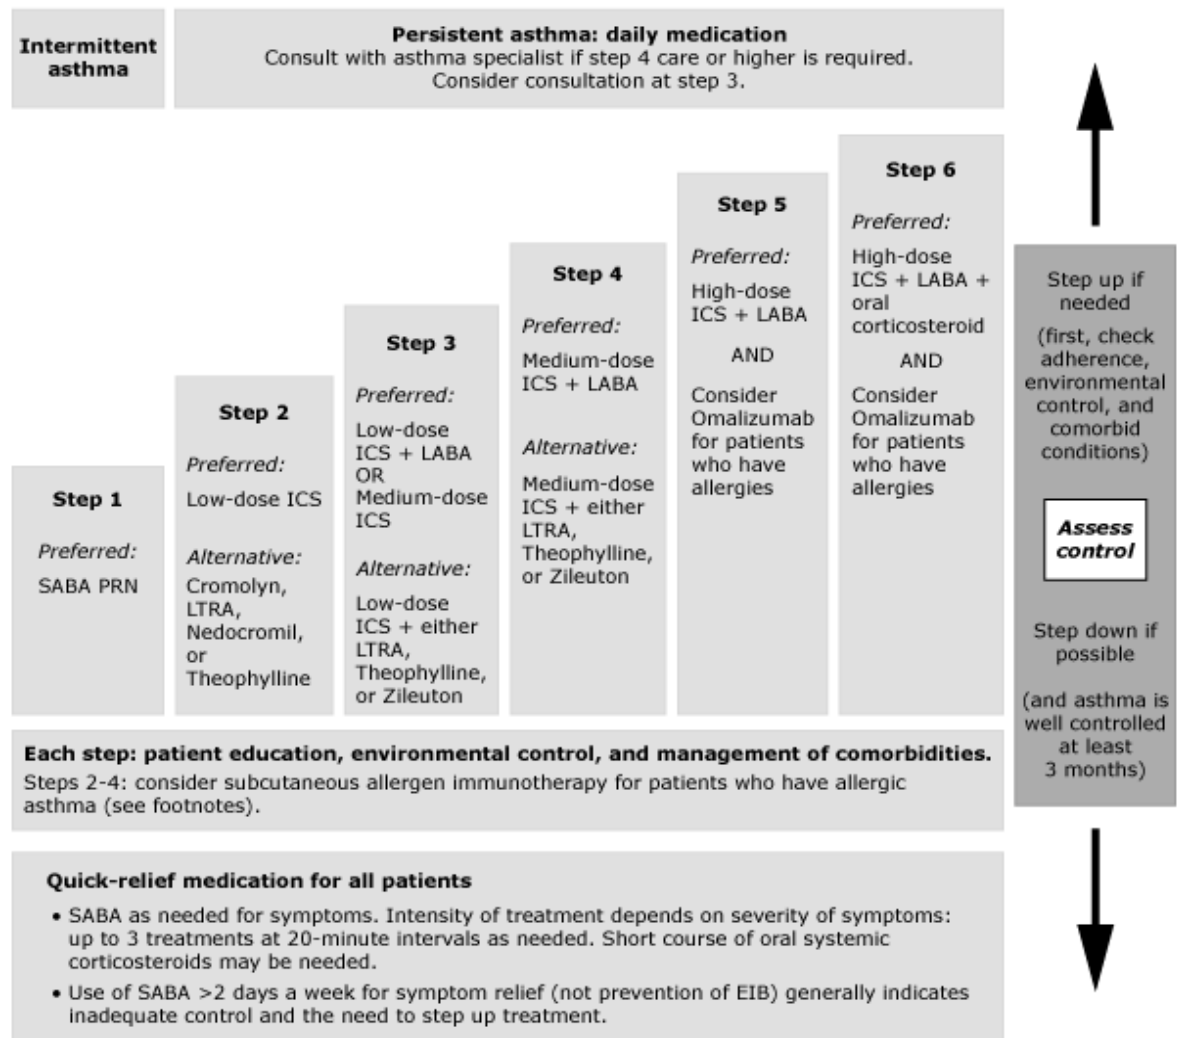 Intermittent
asthma
Persistent asthma: daily medication
Consult with asthma specialist if step 4 care or higher is required.
Consider consultation at step 3.
Step 1
Preferred:
SABA PRN
Step 2
Preferred:
Low-dose ICS
Alternative:
Cromolyn,
LTRA,
Nedocromil,
or
Theophylline
Step 3
Preferred:
Low-dose
ICS + LABA
OR
Medium-dose
ICS
Alternative:
Low-dose
ICS + either
LTRA,
Theophylline,
or Zileuton
Step 4
Preferred:
Medium-dose
ICS + LABA
Alternative:
Medium-dose
ICS + either
LTRA,
Theophylline,
or Zileuton
Step 5
Preferred:
High-dose
ICS + LABA
AND
Consider
Omalizumab
for patients
who have
allergies
Step 6
Preferred:
High-dose
ICS + LABA +
oral
corticosteroid
AND
Consider
Omalizumab
for patients
who have
allergies
Step up if
needed
(first, check
adherence,
environmental
control, and
comorbid
conditions)
Assess
control
Step down if
possible
(and asthma is
well controlled
at least
3 months)
Each step: patient education, environmental control, and management of comorbidities.
Steps 2-4: consider subcutaneous allergen immunotherapy for patients who have allergic
asthma (see footnotes).
Quick-relief medication for all patients
• SABA as needed for symptoms. Intensity of treatment depends on severity of symptoms:
up to 3 treatments at 20-minute intervals as needed. Short course of oral systemic
corticosteroids may be needed.
• Use of SABA >2 days a week for symptom relief (not prevention of EIB) generally indicates
inadequate control and the need to step up treatment.